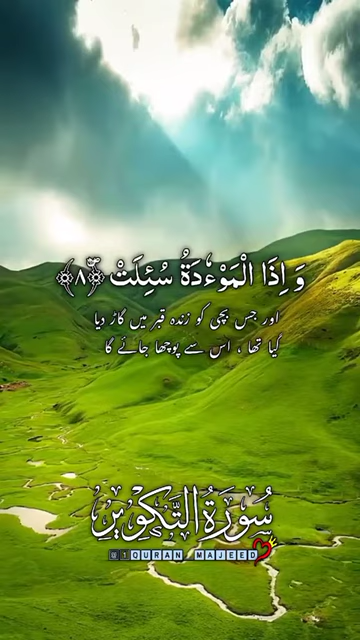 وَ اِذَا الْمَوْءٗدَةُ سُئِلَتْ ﴿۸﴾
اور جس بچی کو زندہ قبر میں گاڑ دیا
گیا تھا ، اس سے پوچھا جائے گا
سُوْرَةُ التَّكْوِيْرِ
QURAN MAJEED